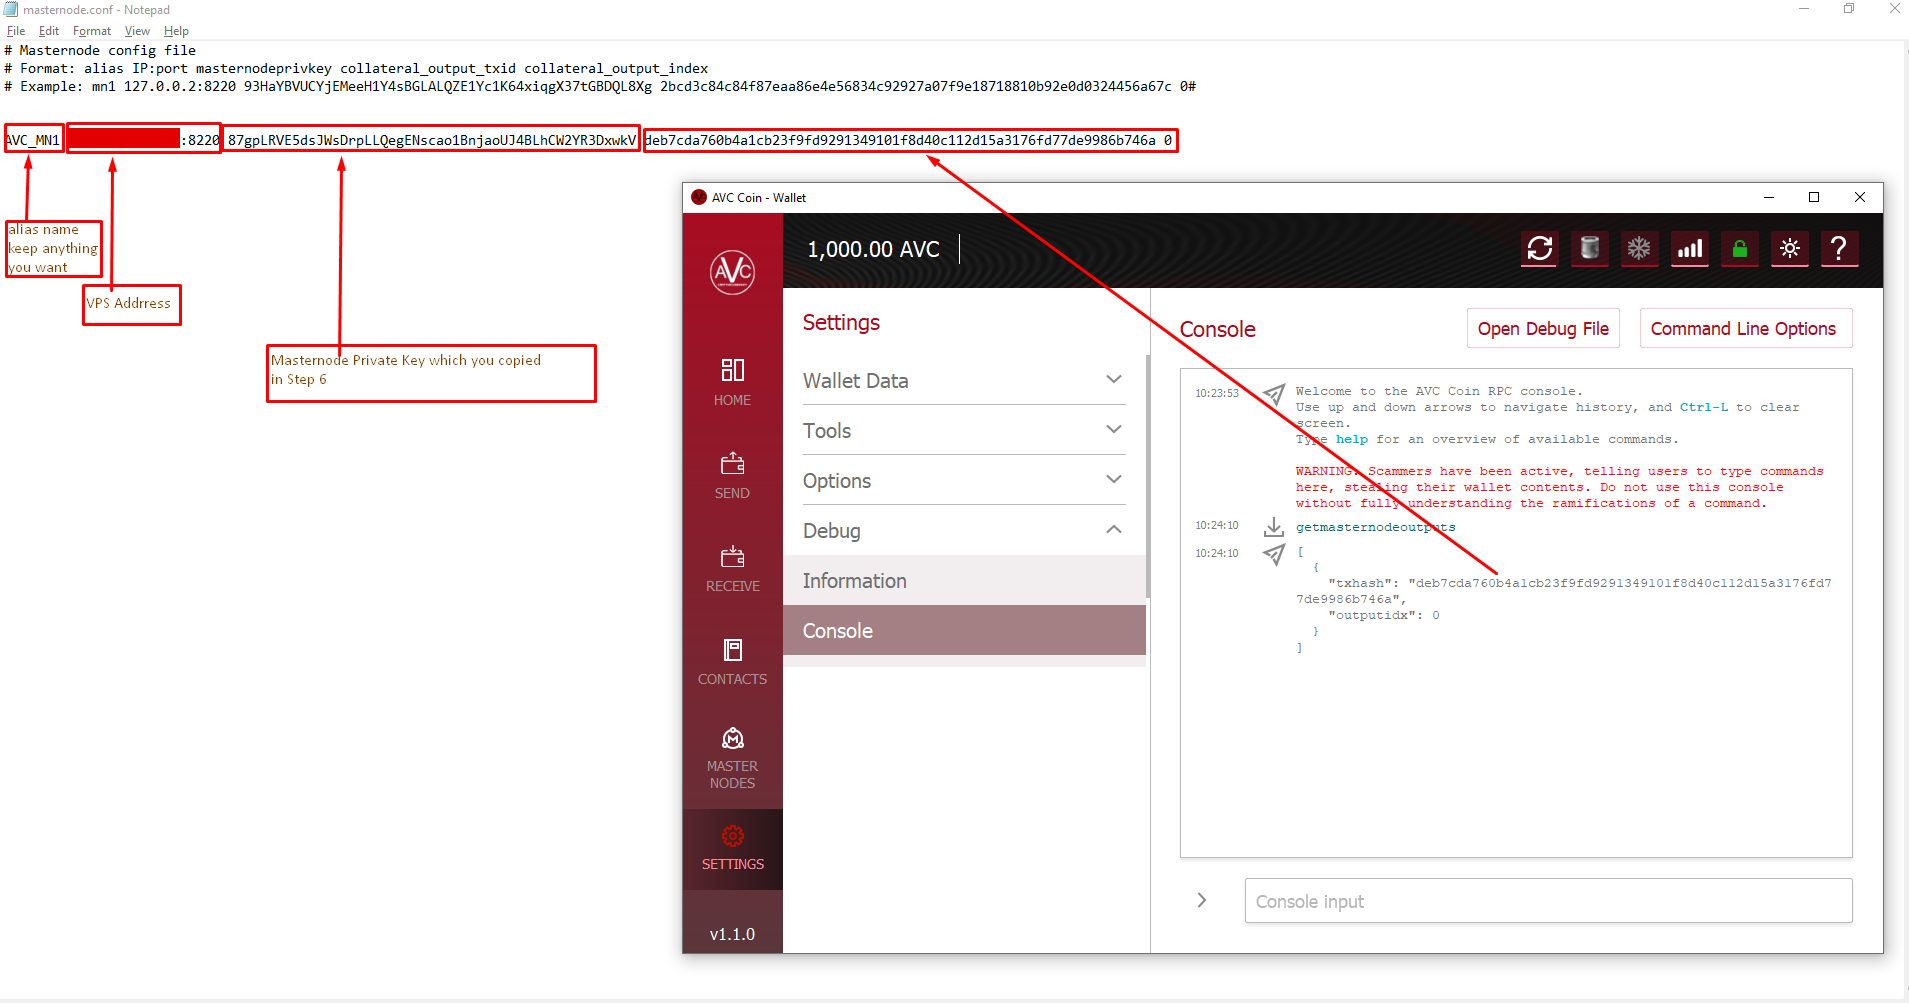 masternode.conf - Notepad
File Edit Format View Help
# Masternode config file
# Format: alias IP:port masternodeprivkey collateral_output_txid collateral_output_index
# Example: mn1 127.0.0.2:8220 93HaYBVUCYjEMeeH1Y4sBGLALQZE1Yc1K64xiqgX37tGBDQL8Xg 2bcd3c84c84f87eaa86e4e56834c92927a07f9e18718810b92e0d0324456a67c 0#
AVC_MN1 :8220 87gpLRVE5dsJWsDrpLLQegENscao1BnjaoUJ4BLhCW2YR3DxwkV deb7cda760b4a1cb23f9fd9291349101f8d40c112d15a3176fd77de9986b746a 0
alias name
keep anything
you want
VPS Addrress
Masternode Private Key which you copied
in Step 6
AVC Coin - Wallet
AVC
1,000.00 AVC
HOME
SEND
RECEIVE
CONTACTS
MASTER
NODES
SETTINGS
v1.1.0
Settings
Wallet Data
Tools
Options
Debug
Information
Console
Console
Open Debug File
Command Line Options
10:23:53
Welcome to the AVC Coin RPC console.
Use up and down arrows to navigate history, and Ctrl-L to clear
screen.
Type help for an overview of available commands.
WARNING: Scammers have been active, telling users to type commands
here, stealing their wallet contents. Do not use this console
without fully understanding the ramifications of a command.
10:24:10 getmasternodeoutputs
10:24:10 [
{
"txhash": "deb7cda760b4a1cb23f9fd9291349101f8d40c112d15a3176fd7
7de9986b746a",
"outputidx": 0
}
]
Console input